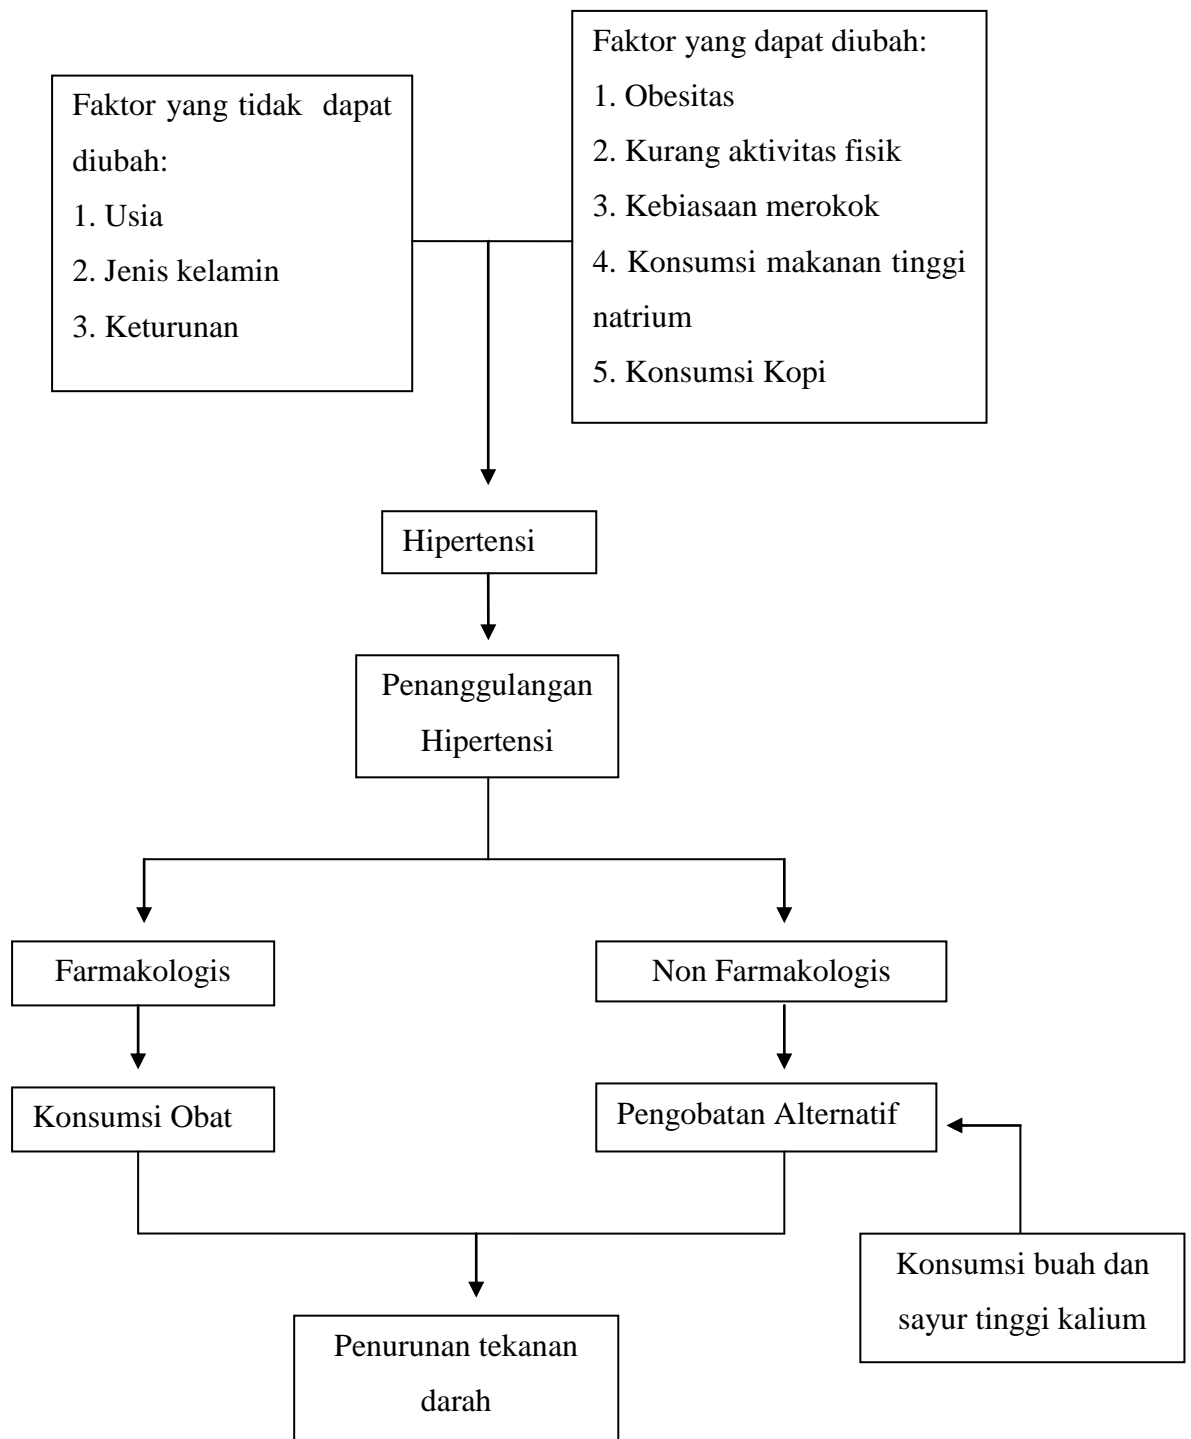 Faktor yang tidak dapat
diubah:
1. Usia
2. Jenis kelamin
3. Keturunan
Faktor yang dapat diubah:
1. Obesitas
2. Kurang aktivitas fisik
3. Kebiasaan merokok
4. Konsumsi makanan tinggi
natrium
5. Konsumsi Kopi
Hipertensi
Penanggulangan
Hipertensi
Farmakologis
Non Farmakologis
Konsumsi Obat
Pengobatan Alternatif
Konsumsi buah dan
sayur tinggi kalium
Penurunan tekanan
darah